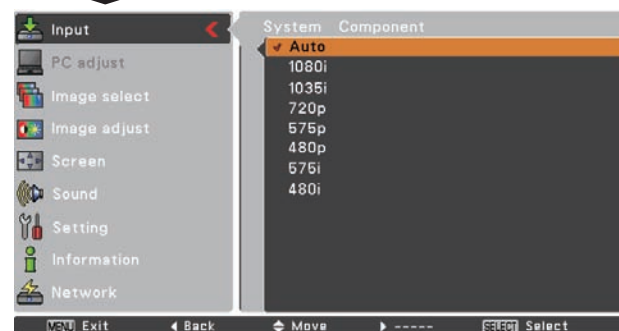 Input
PC adjust
Image select
Image adjust
Screen
Sound
Setting
Information
Network
System Component
Auto
1080i
1035i
720p
575p
480p
575i
480i
MENU Exit Back Move ----- SELECT Select